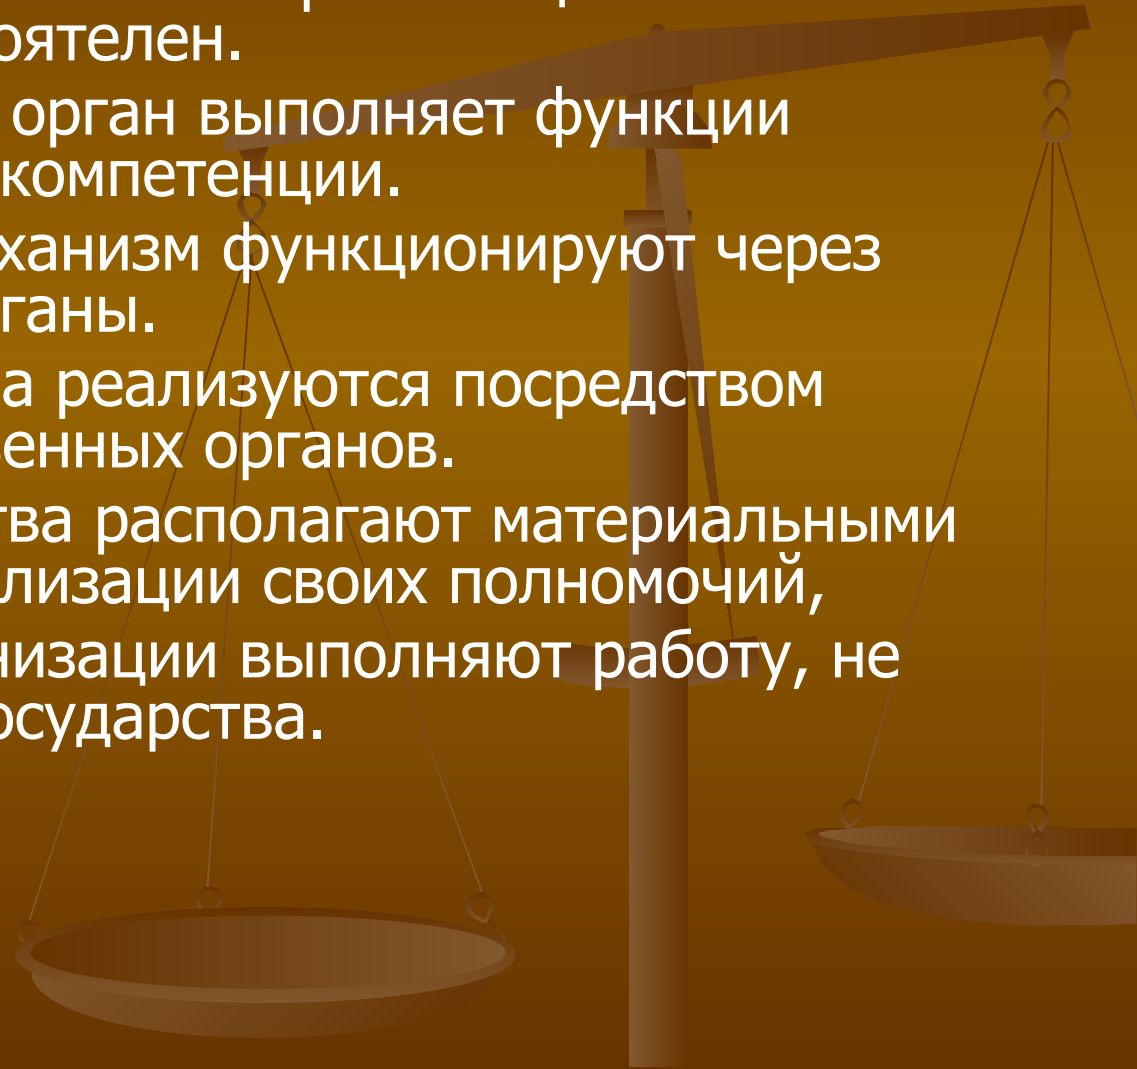 оятелен.
орган выполняет функции
компетенции.
ханизм функционируют через
ганы.
а реализуются посредством
венных органов.
тва располагают материальными
лизации своих полномочий,
низации выполняют работу, не
осударства.